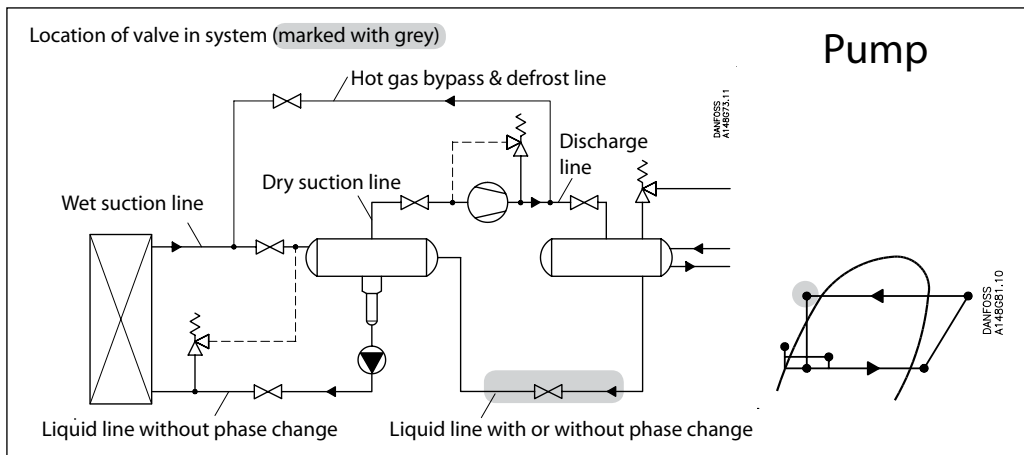 Location of valve in system (marked with grey)
Pump
Hot gas bypass & defrost line
DANFOSS
A148G73.11
Discharge
line
Dry suction line
Wet suction line
DANFOSS
A148G81.10
Liquid line without phase change
Liquid line with or without phase change